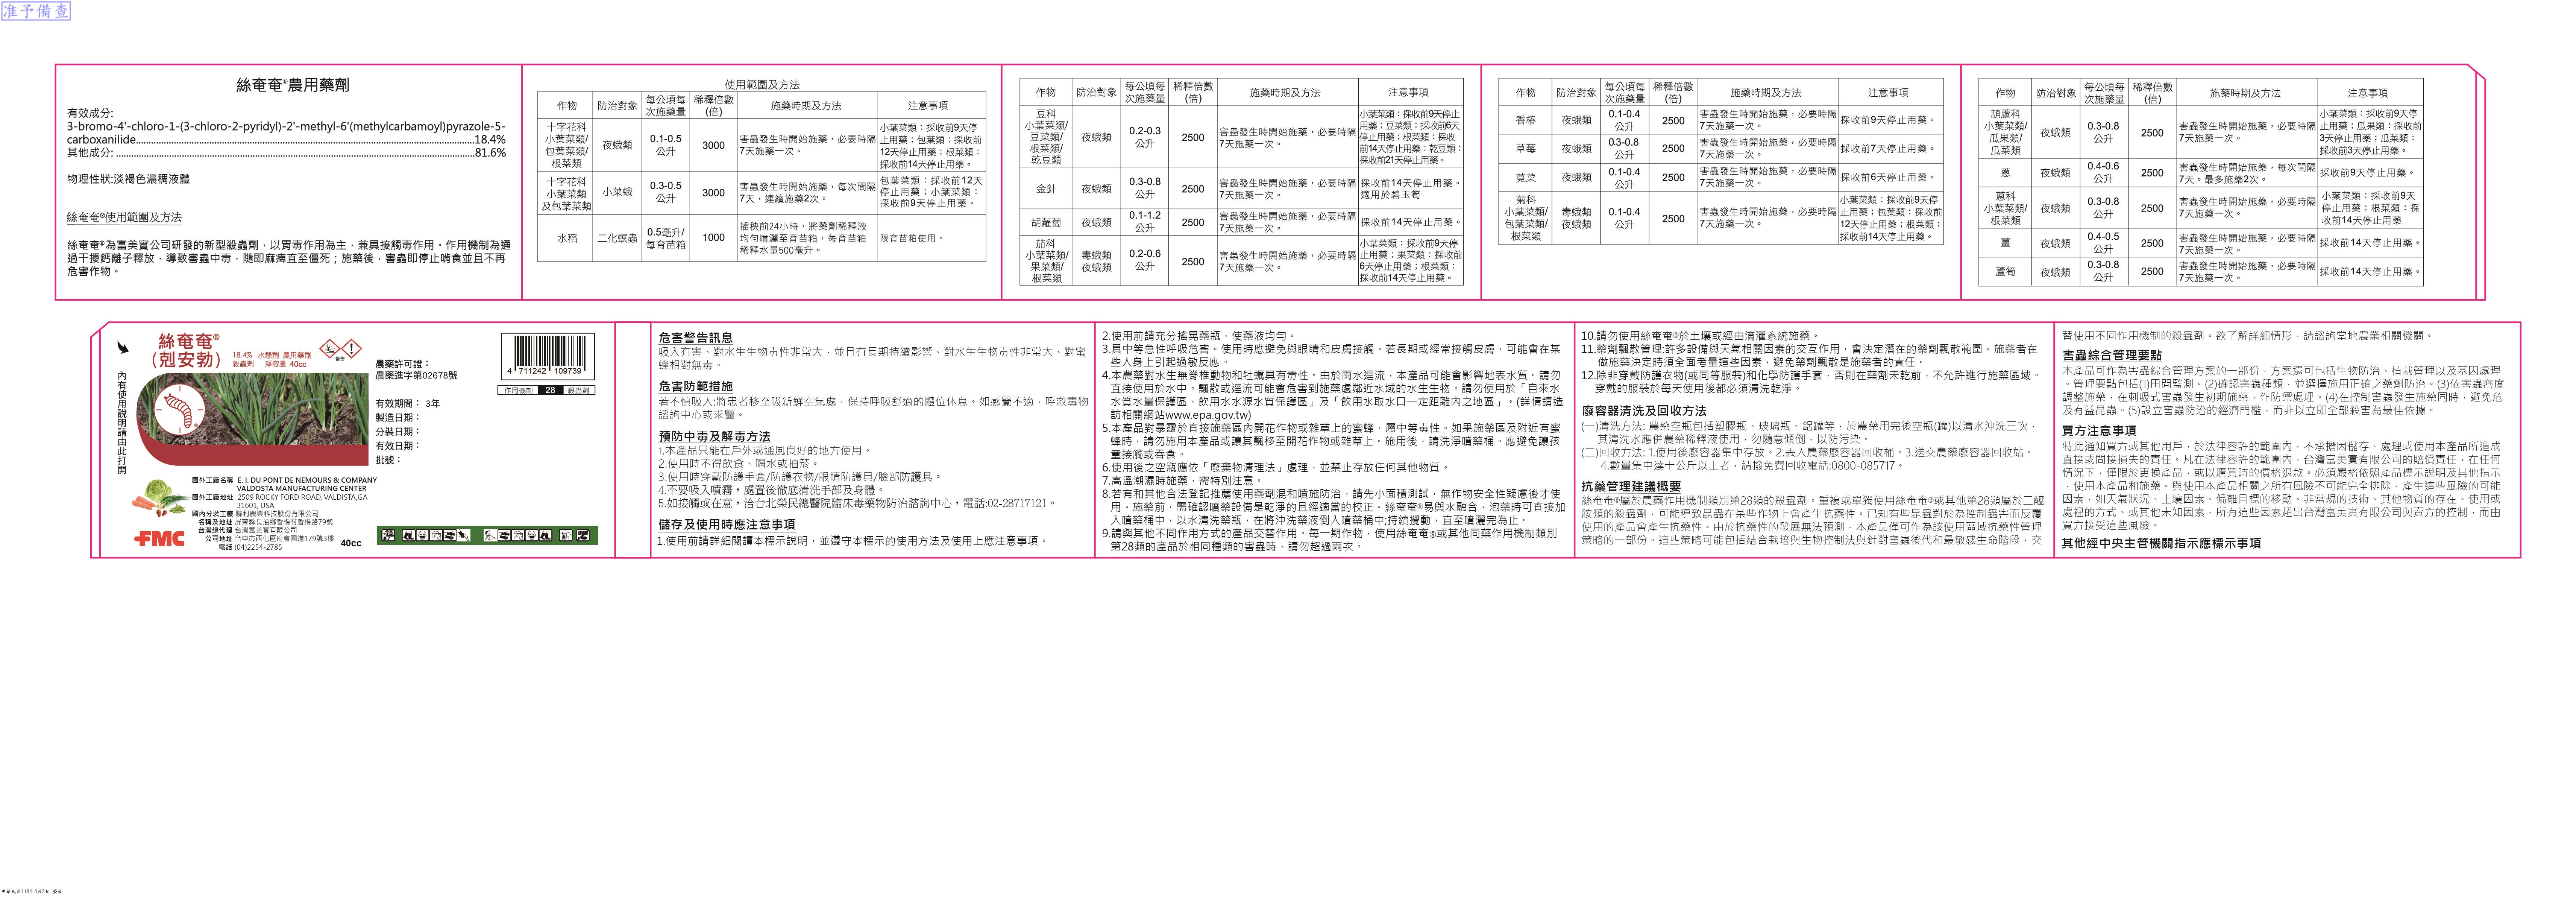 准予備查
絲奄奄®農用藥劑
有效成分:
3-bromo-4'-chloro-1-(3-chloro-2-pyridyl)-2'-methyl-6'(methylcarbamoyl)pyrazole-5-
carboxanilide..........18.4%
其他成分: ..........81.6%
物理性狀:淡褐色濃稠液體
絲奄奄®使用範圍及方法
絲奄奄®為富美實公司研發的新型殺蟲劑，以胃毒作用為主，兼具接觸毒作用。作用機制為通
過干擾鈣離子釋放，導致害蟲中毒，隨即麻痺直至僵死；施藥後，害蟲即停止啃食並且不再
危害作物。
使用範圍及方法
作物 防治對象 每公頃每次施藥量 稀釋倍數(倍) 施藥時期及方法 注意事項
十字花科小葉菜類/包葉菜類/根菜類 夜蛾類 0.1-0.5公升 3000 害蟲發生時開始施藥，必要時隔7天施藥一次。 小葉菜類：採收前9天停止用藥；包葉類：採收前12天停止用藥；根菜類：採收前14天停止用藥。
十字花科小葉菜類及包葉菜類 小菜蛾 0.3-0.5公升 3000 害蟲發生時開始施藥，每次間隔7天，連續施藥2次。 包葉菜類：採收前12天停止用藥；小葉菜類：採收前9天停止用藥。
水稻 二化螟蟲 0.5毫升/每育苗箱 1000 插秧前24小時，將藥劑稀釋液均勻噴灑至育苗箱，每育苗箱稀釋水量500毫升。 限育苗箱使用。
作物 防治對象 每公頃每次施藥量 稀釋倍數(倍) 施藥時期及方法 注意事項
豆科小葉菜類/豆菜類/根菜類/乾豆類 夜蛾類 0.2-0.3公升 2500 害蟲發生時開始施藥，必要時隔7天施藥一次。 小葉菜類：採收前9天停止用藥；豆菜類：採收前6天停止用藥；根菜類：採收前14天停止用藥；乾豆類：採收前21天停止用藥。
金針 夜蛾類 0.3-0.8公升 2500 害蟲發生時開始施藥，必要時隔7天施藥一次。 採收前14天停止用藥。適用於碧玉筍
胡蘿蔔 夜蛾類 0.1-1.2公升 2500 害蟲發生時開始施藥，必要時隔7天施藥一次。 採收前14天停止用藥。
茄科小葉菜類/果菜類/根菜類 毒蛾類夜蛾類 0.2-0.6公升 2500 害蟲發生時開始施藥，必要時隔7天施藥一次。 小葉菜類：採收前9天停止用藥；果菜類：採收前6天停止用藥；根菜類：採收前14天停止用藥。
作物 防治對象 每公頃每次施藥量 稀釋倍數(倍) 施藥時期及方法 注意事項
香椿 夜蛾類 0.1-0.4公升 2500 害蟲發生時開始施藥，必要時隔7天施藥一次。 採收前9天停止用藥。
草莓 夜蛾類 0.3-0.8公升 2500 害蟲發生時開始施藥，必要時隔7天施藥一次。 採收前7天停止用藥。
莧菜 夜蛾類 0.1-0.4公升 2500 害蟲發生時開始施藥，必要時隔7天施藥一次。 採收前6天停止用藥。
菊科小葉菜類/包葉菜類/根菜類 毒蛾類夜蛾類 0.1-0.4公升 2500 害蟲發生時開始施藥，必要時隔7天施藥一次。 小葉菜類：採收前9天停止用藥；包葉類：採收前12天停止用藥；根菜類：採收前14天停止用藥。
作物 防治對象 每公頃每次施藥量 稀釋倍數(倍) 施藥時期及方法 注意事項
葫蘆科小葉菜類/瓜果類/瓜菜類 夜蛾類 0.3-0.8公升 2500 害蟲發生時開始施藥，必要時隔7天施藥一次。 小葉菜類：採收前9天停止用藥；瓜果類：採收前3天停止用藥；瓜菜類：採收前3天停止用藥。
蔥 夜蛾類 0.4-0.6公升 2500 害蟲發生時開始施藥，每次間隔7天。最多施藥2次。 採收前9天停止用藥。
蔥科小葉菜類/根菜類 夜蛾類 0.3-0.8公升 2500 害蟲發生時開始施藥，必要時隔7天施藥一次。 小葉菜類：採收前9天停止用藥；根菜類：採收前14天停止用藥
薑 夜蛾類 0.4-0.5公升 2500 害蟲發生時開始施藥，必要時隔7天施藥一次。 採收前14天停止用藥。
蘆筍 夜蛾類 0.3-0.8公升 2500 害蟲發生時開始施藥，必要時隔7天施藥一次。 採收前14天停止用藥。
內有使用說明請由此打開
絲奄奄®
(剋安勃)
18.4% 水懸劑 農用藥劑
殺蟲劑 淨容量 40cc
警告
農藥許可證：
農藥進字第02678號
有效期間： 3年
製造日期：
分裝日期：
有效日期：
批號：
4 711242 109739
作用機制 28 殺蟲劑
國外工廠名稱 E. I. DU PONT DE NEMOURS & COMPANY
VALDOSTA MANUFACTURING CENTER
國外工廠地址 2509 ROCKY FORD ROAD, VALDISTA,GA
31601, USA
國內分裝工廠 聯利農業科技股份有限公司
名稱及地址 屏東縣長治鄉香楊村香楊路79號
台灣總代理 台灣富美實有限公司
公司地址 台中市西屯區府會園道179號3樓
電話 (04)2254-2785
FMC
40cc
危害警告訊息
吸入有害、對水生生物毒性非常大，並且有長期持續影響、對水生生物毒性非常大、對蜜
蜂相對無毒。
危害防範措施
若不慎吸入:將患者移至吸新鮮空氣處，保持呼吸舒適的體位休息。如感覺不適，呼救毒物
諮詢中心或求醫。
預防中毒及解毒方法
1.本產品只能在戶外或通風良好的地方使用。
2.使用時不得飲食、喝水或抽菸。
3.使用時穿戴防護手套/防護衣物/眼睛防護具/臉部防護具。
4.不要吸入噴霧，處置後徹底清洗手部及身體。
5.如接觸或在意，洽台北榮民總醫院臨床毒藥物防治諮詢中心，電話:02-28717121。
儲存及使用時應注意事項
1.使用前請詳細閱讀本標示說明，並遵守本標示的使用方法及使用上應注意事項。
2.使用前請充分搖晃藥瓶，使藥液均勻。
3.具中等急性呼吸危害。使用時應避免與眼睛和皮膚接觸。若長期或經常接觸皮膚，可能會在某
些人身上引起過敏反應。
4.本農藥對水生無脊椎動物和牡蠣具有毒性。由於雨水逕流，本產品可能會影響地表水質。請勿
直接使用於水中。飄散或逕流可能會危害到施藥處鄰近水域的水生生物。請勿使用於「自來水
水質水量保護區、飲用水水源水質保護區」及「飲用水取水口一定距離內之地區」。(詳情請造
訪相關網站www.epa.gov.tw)
5.本產品對暴露於直接施藥區內開花作物或雜草上的蜜蜂，屬中等毒性。如果施藥區及附近有蜜
蜂時，請勿施用本產品或讓其飄移至開花作物或雜草上。施用後，請洗淨噴藥桶。應避免讓孩
童接觸或吞食。
6.使用後之空瓶應依「廢棄物清理法」處理，並禁止存放任何其他物質。
7.高溫潮濕時施藥，需特別注意。
8.若有和其他合法登記推薦使用藥劑混和噴施防治，請先小面積測試，無作物安全性疑慮後才使
用。施藥前，需確認噴藥設備是乾淨的且經適當的校正。絲奄奄®易與水融合，泡藥時可直接加
入噴藥桶中，以水清洗藥瓶，在將沖洗藥液倒入噴藥桶中;持續攪動，直至噴灑完為止。
9.請與其他不同作用方式的產品交替作用。每一期作物，使用絲奄奄®或其他同藥作用機制類別
第28類的產品於相同種類的害蟲時，請勿超過兩次。
10.請勿使用絲奄奄®於土壤或經由滴灌系統施藥。
11.藥劑飄散管理:許多設備與天氣相關因素的交互作用，會決定潛在的藥劑飄散範圍。施藥者在
做施藥決定時須全面考量這些因素，避免藥劑飄散是施藥者的責任。
12.除非穿戴防護衣物(或同等服裝)和化學防護手套，否則在藥劑未乾前，不允許進行施藥區域。
穿戴的服裝於每天使用後都必須清洗乾淨。
廢容器清洗及回收方法
(一)清洗方法: 農藥空瓶包括塑膠瓶、玻璃瓶、鋁罐等，於農藥用完後空瓶(罐)以清水沖洗三次，
其清洗水應併農藥稀釋液使用，勿隨意傾倒，以防污染。
(二)回收方法: 1.使用後廢容器集中存放。2.丟入農藥廢容器回收桶。3.送交農藥廢容器回收站。
4.數量集中達十公斤以上者，請撥免費回收電話:0800-085717。
抗藥管理建議概要
絲奄奄®屬於農藥作用機制類別第28類的殺蟲劑。重複或單獨使用絲奄奄®或其他第28類屬於二醯
胺類的殺蟲劑，可能導致昆蟲在某些作物上會產生抗藥性。已知有些昆蟲對於為控制蟲害而反覆
使用的產品會產生抗藥性。由於抗藥性的發展無法預測，本產品僅可作為該使用區域抗藥性管理
策略的一部份。這些策略可能包括結合栽培與生物控制法與針對害蟲後代和最敏感生命階段，交
替使用不同作用機制的殺蟲劑。欲了解詳細情形，請諮詢當地農業相關機關。
害蟲綜合管理要點
本產品可作為害蟲綜合管理方案的一部份，方案還可包括生物防治、植栽管理以及基因處理
。管理要點包括(1)田間監測。(2)確認害蟲種類，並選擇施用正確之藥劑防治。(3)依害蟲密度
調整施藥，在刺吸式害蟲發生初期施藥，作防禦處理。(4)在控制害蟲發生施藥同時，避免危
及有益昆蟲。(5)設立害蟲防治的經濟門檻，而非以立即全部殺害為最佳依據。
買方注意事項
特此通知買方或其他用戶，於法律容許的範圍內，不承擔因儲存、處理或使用本產品所造成
直接或間接損失的責任。凡在法律容許的範圍內，台灣富美實有限公司的賠償責任，在任何
情況下，僅限於更換產品，或以購買時的價格退款。必須嚴格依照產品標示說明及其他指示
，使用本產品和施藥。與使用本產品相關之所有風險不可能完全排除，產生這些風險的可能
因素，如天氣狀況、土壤因素、偏離目標的移動、非常規的技術、其他物質的存在、使用或
處裡的方式、或其他未知因素，所有這些因素超出台灣富美實有限公司與賣方的控制，而由
買方接受這些風險。
其他經中央主管機關指示應標示事項